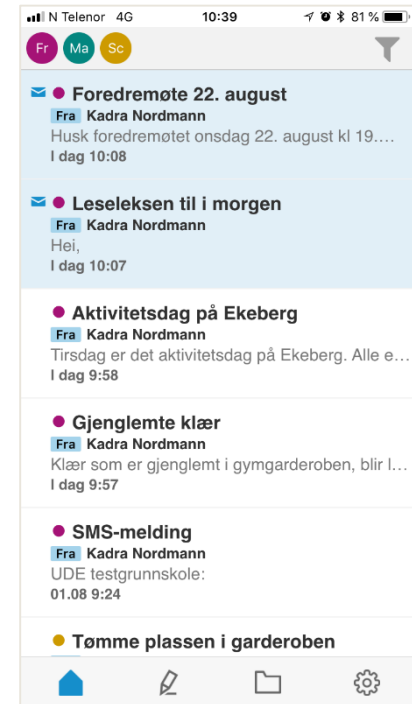 N Telenor 4G 10:39 81 %
Fr Ma Sc
Foredremøte 22. august
Fra Kadra Nordmann
Husk foredremøtet onsdag 22. august kl 19....
I dag 10:08
Leseleksen til i morgen
Fra Kadra Nordmann
Hei,
I dag 10:07
Aktivitetsdag på Ekeberg
Fra Kadra Nordmann
Tirsdag er det aktivitetsdag på Ekeberg. Alle e...
I dag 9:58
Gjenglemte klær
Fra Kadra Nordmann
Klær som er gjenglemt i gymgarderoben, blir l...
I dag 9:57
SMS-melding
Fra Kadra Nordmann
UDE testgrunnskole:
01.08 9:24
Tømme plassen i garderoben